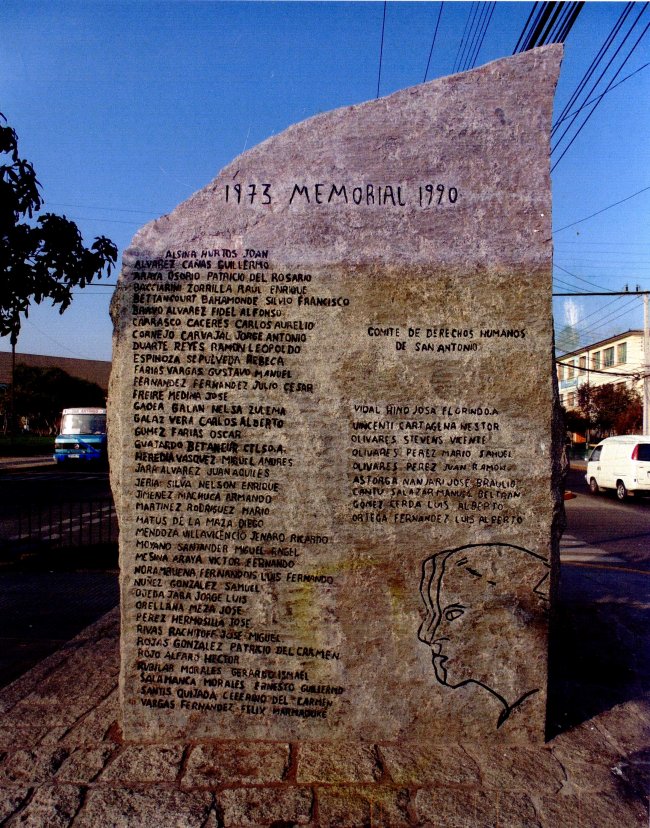 1973 MEMORIAL 1990
ALSINA HURTOS JOAN
ALVAREZ CAÑAS GUILLERMO
ARAYA OSORIO PATRICIO DEL ROSARIO
BACCIARINI ZORRILLA RAUL ENRIQUE
BETTANCOURT BAHAMONDE SILVIO FRANCISCO
BRAVO ALVAREZ FIDEL ALFONSO
CARRASCO CACERES CARLOS AURELIO
CORNEJO CARVAJAL JORGE ANTONIO
DUARTE REYES RAMON LEOPOLDO
ESPINOZA SEPULVEDA REBECA
FARIAS VARGAS GUSTAVO MANUEL
FERNANDEZ FERNANDEZ JULIO CESAR
FREIRE MEDINA JOSE
GADEA GALAN NELSA ZULEMA
GALAZ VERA CARLOS ALBERTO
GOMEZ FARIAS OSCAR
GUATARDO BETANCUR
HEREDIA VASQUEZ MIGUEL ANDRES
JARA ALVAREZ JUAN AQUILES
JERIA SILVA NELSON ENRIQUE
JIMENEZ MACHUCA ARMANDO
MARTINEZ RODRIGUEZ MARIO
MATUS DE LA MAZA DIEGO
MENDOZA VILLAVICENCIO JENARO RICARDO
MOYANO SANTANDER MIGUEL ANGEL
MESINA ARAYA VICTOR FERNANDO
NORAMBUENA FERNANDOIS LUIS FERNANDO
NUÑEZ GONZALEZ SAMUEL
OJEDA JARA JORGE LUIS
ORELLANA MEZA JOSE
PEREZ HERMOSILLA JOSE
RIVAS RACHITOFF JOSE MIGUEL
ROJAS GONZALEZ PATRICIO DEL CARMEN
ROJO ALFARO HECTOR
RUBILAR MORALES GERARDO ISMAEL
SALAMANCA MORALES ERNESTO GUILLERMO
SANTIS QUIJADA CEFERINO DEL CARMEN
VARGAS FERNANDEZ FELIX MARMADUKE
COMITE DE DERECHOS HUMANOS
DE SAN ANTONIO
VIDAL HINO JOSA FLORINDO.A
VINCENTI CARTAGENA NESTOR
OLIVARES STEVENS VICENTE
OLIVARES PEREZ MARIO SAMUEL
OLIVARES PEREZ JUAN RAMON
ASTORGA NANJARI JOSE BRAULIO
CANTU SALAZAR MANUEL BELTRAN
GOMEZ CERDA LUIS ALBERTO
ORTEGA FERNANDEZ LUIS ALBERTO